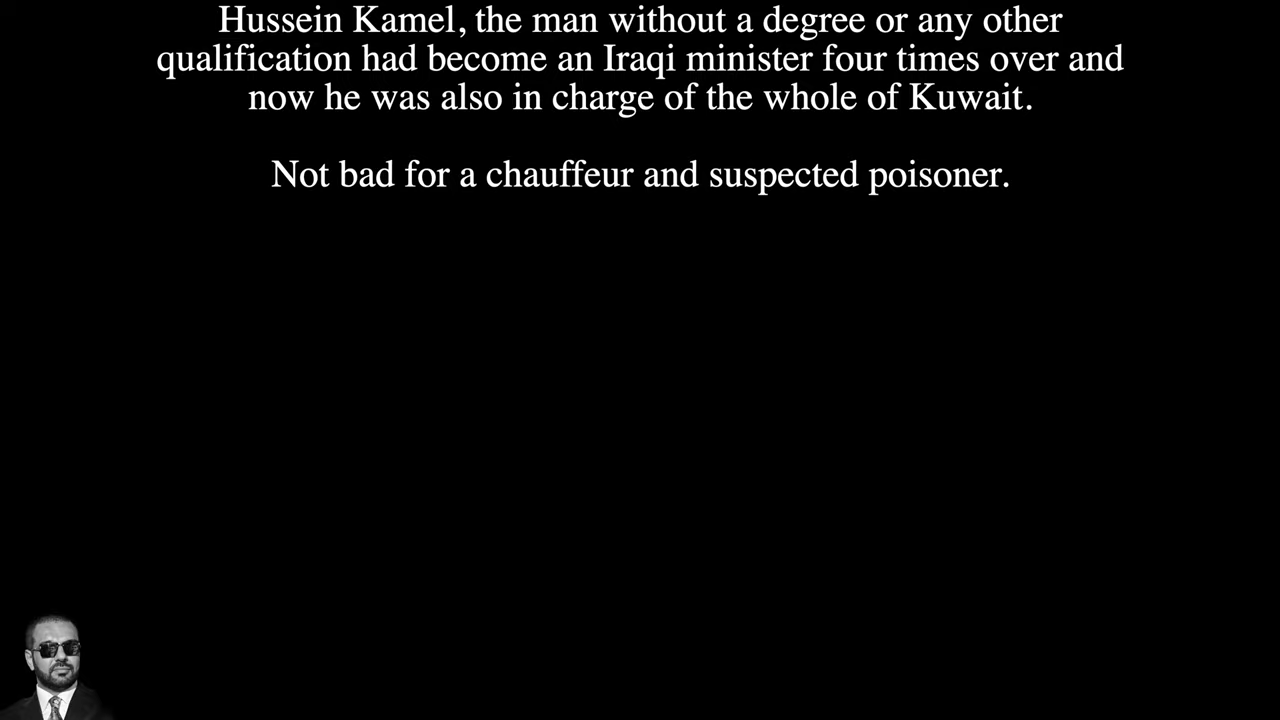 Hussein Kamel, the man without a degree or any other
qualification had become an Iraqi minister four times over and
now he was also in charge of the whole of Kuwait.
Not bad for a chauffeur and suspected poisoner.